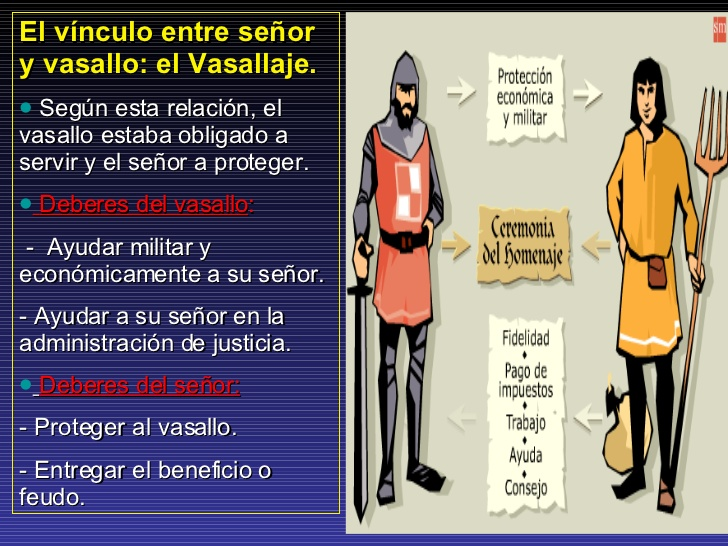 El vínculo entre señor
y vasallo: el Vasallaje.
Según esta relación, el
vasallo estaba obligado a
servir y el señor a proteger.
Deberes del vasallo:
- Ayudar militar y
económicamente a su señor.
- Ayudar a su señor en la
administración de justicia.
Deberes del señor:
- Proteger al vasallo.
- Entregar el beneficio o
feudo.
sm
Protección
económica
y militar
Ceremonia
del Homenaje
Fidelidad
Pago de
impuestos
Trabajo
Ayuda
Consejo